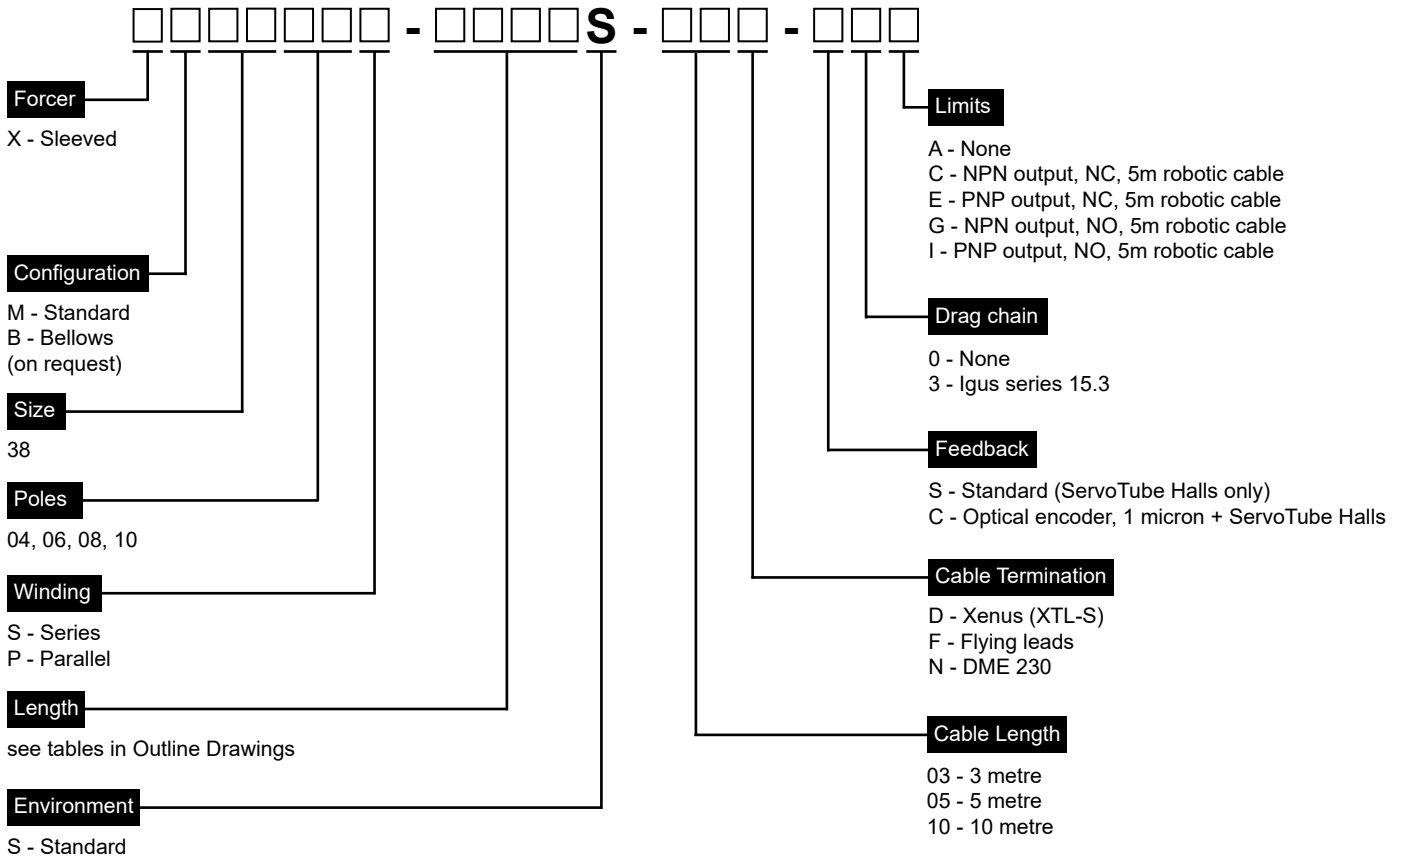 - S - -
Forcer
X - Sleeved
Configuration
M - Standard
B - Bellows
(on request)
Size
38
Poles
04, 06, 08, 10
Winding
S - Series
P - Parallel
Length
see tables in Outline Drawings
Environment
S - Standard
Limits
A - None
C - NPN output, NC, 5m robotic cable
E - PNP output, NC, 5m robotic cable
G - NPN output, NO, 5m robotic cable
I - PNP output, NO, 5m robotic cable
Drag chain
0 - None
3 - Igus series 15.3
Feedback
S - Standard (ServoTube Halls only)
C - Optical encoder, 1 micron + ServoTube Halls
Cable Termination
D - Xenus (XTL-S)
F - Flying leads
N - DME 230
Cable Length
03 - 3 metre
05 - 5 metre
10 - 10 metre